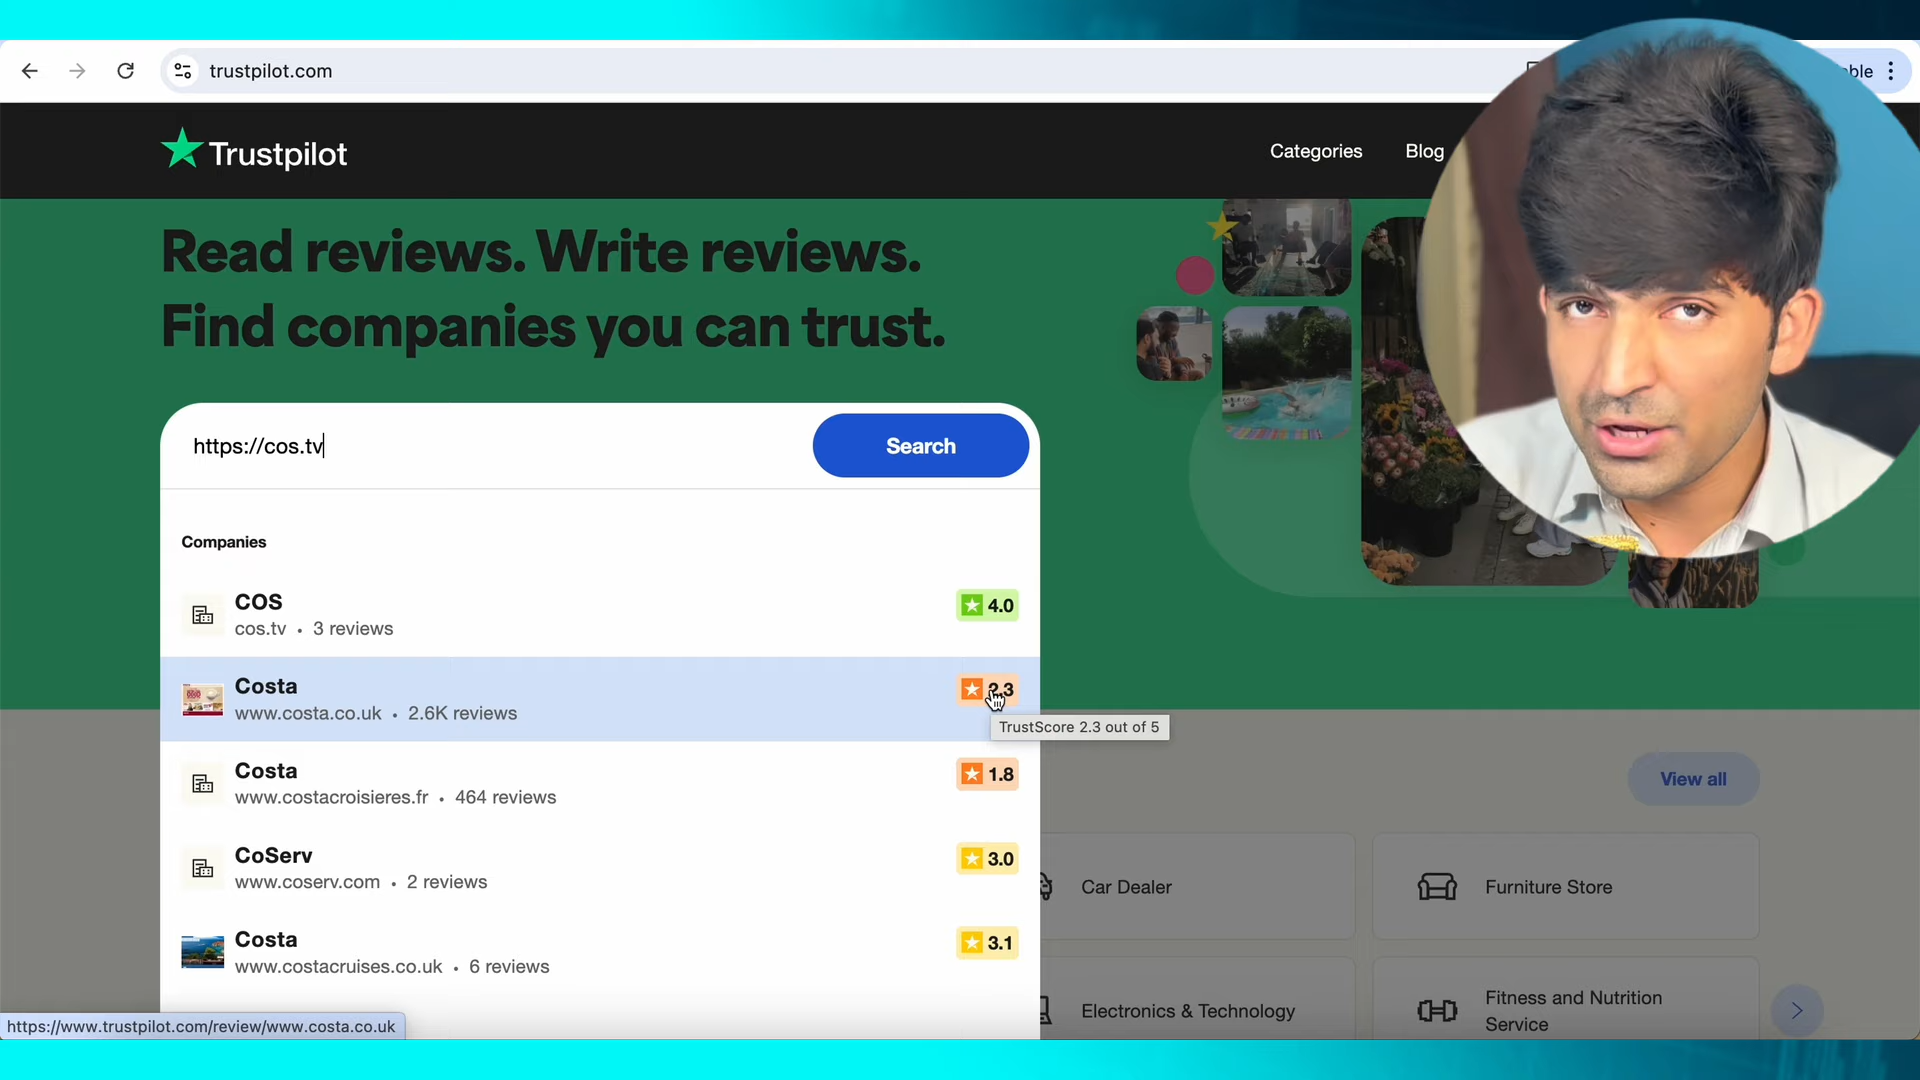 trustpilot.com
ble
Trustpilot
Categories
Blog
Read reviews. Write reviews.
Find companies you can trust.
https://cos.tv
Search
Companies
COS
4.0
cos.tv • 3 reviews
Costa
2.3
www.costa.co.uk • 2.6K reviews
TrustScore 2.3 out of 5
Costa
1.8
www.costacroisieres.fr • 464 reviews
View all
CoServ
3.0
www.coserv.com • 2 reviews
Car Dealer
Furniture Store
Costa
3.1
www.costacruises.co.uk • 6 reviews
Electronics & Technology
Fitness and Nutrition
Service
https://www.trustpilot.com/review/www.costa.co.uk